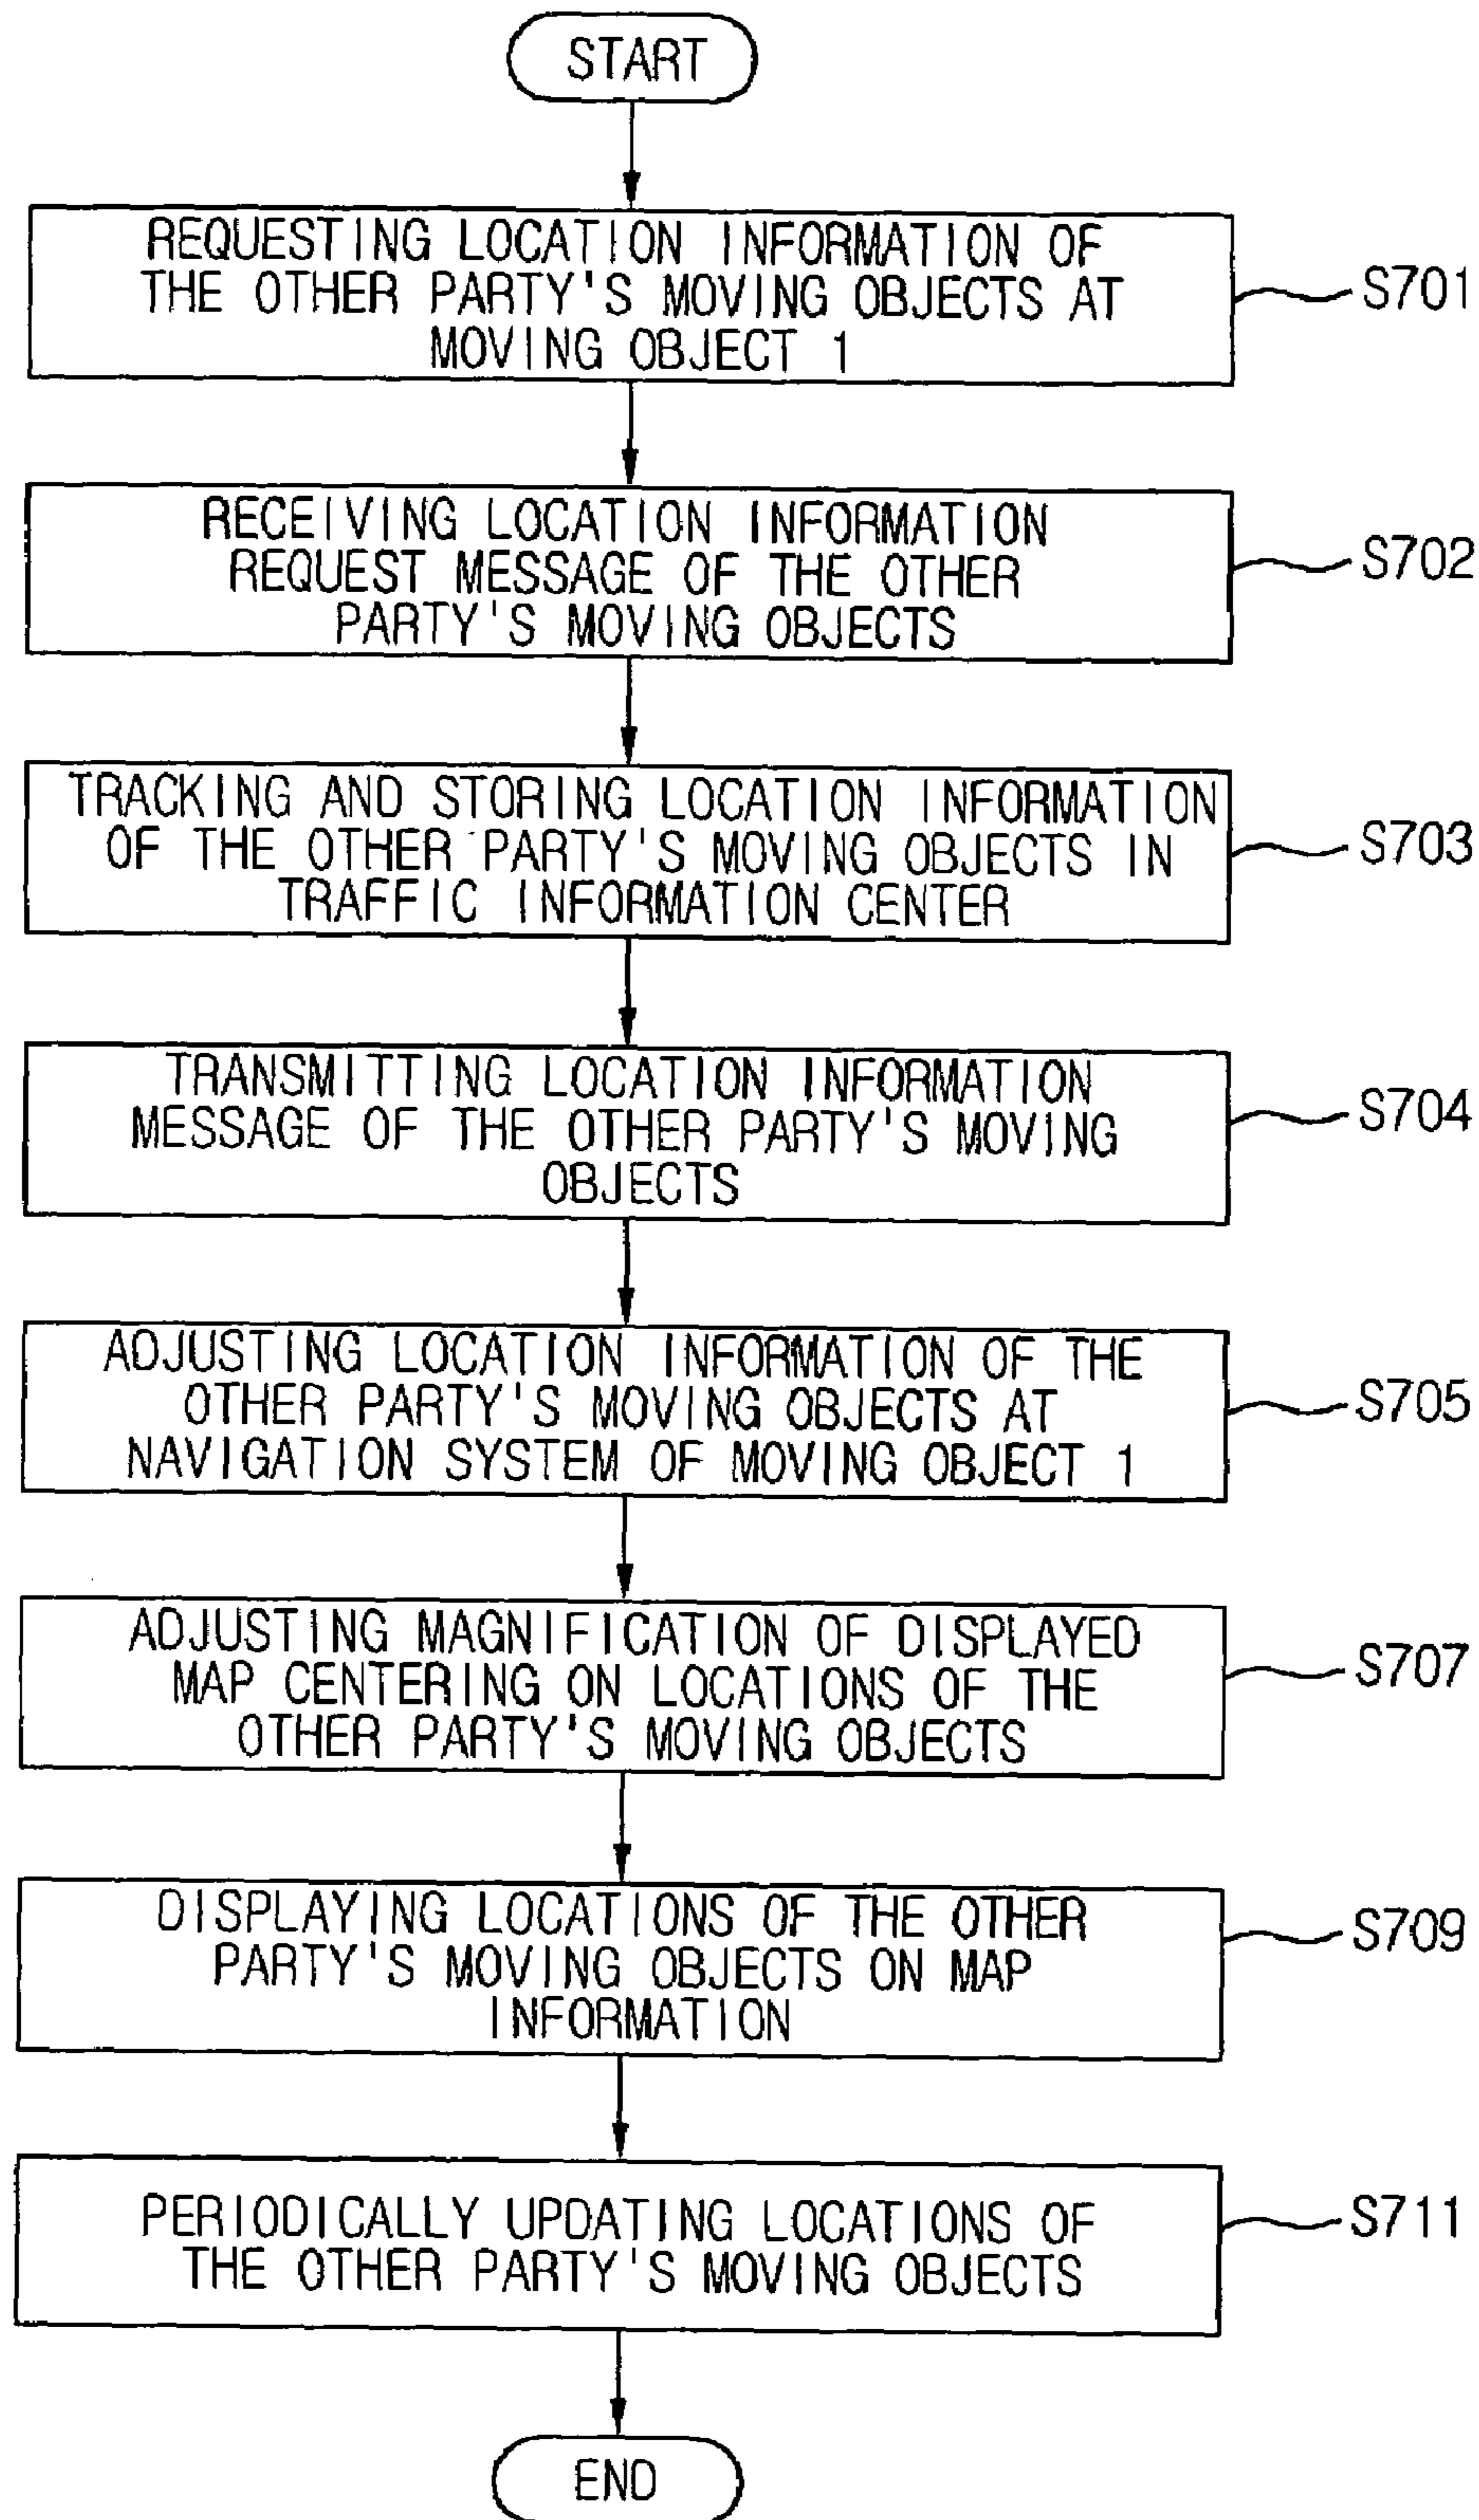 START
REQUESTING LOCATION INFORMATION OF
THE OTHER PARTY'S MOVING OBJECTS AT
MOVING OBJECT 1
S701
RECEIVING LOCATION INFORMATION
REQUEST MESSAGE OF THE OTHER
PARTY'S MOVING OBJECTS
S702
TRACKING AND STORING LOCATION INFORMATION
OF THE OTHER PARTY'S MOVING OBJECTS IN
TRAFFIC INFORMATION CENTER
S703
TRANSMITTING LOCATION INFORMATION
MESSAGE OF THE OTHER PARTY'S MOVING
OBJECTS
S704
ADJUSTING LOCATION INFORMATION OF THE
OTHER PARTY'S MOVING OBJECTS AT
NAVIGATION SYSTEM OF MOVING OBJECT 1
S705
ADJUSTING MAGNIFICATION OF DISPLAYED
MAP CENTERING ON LOCATIONS OF THE
OTHER PARTY'S MOVING OBJECTS
S707
DISPLAYING LOCATIONS OF THE OTHER
PARTY'S MOVING OBJECTS ON MAP
INFORMATION
S709
PERIODICALLY UPDATING LOCATIONS OF
THE OTHER PARTY'S MOVING OBJECTS
S711
END